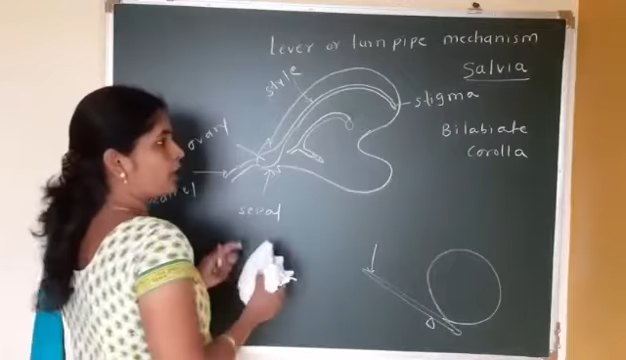 Lever or turn pipe mechanism
Salvia
style
stigma
Bilabiate
corolla
ovary
sepal